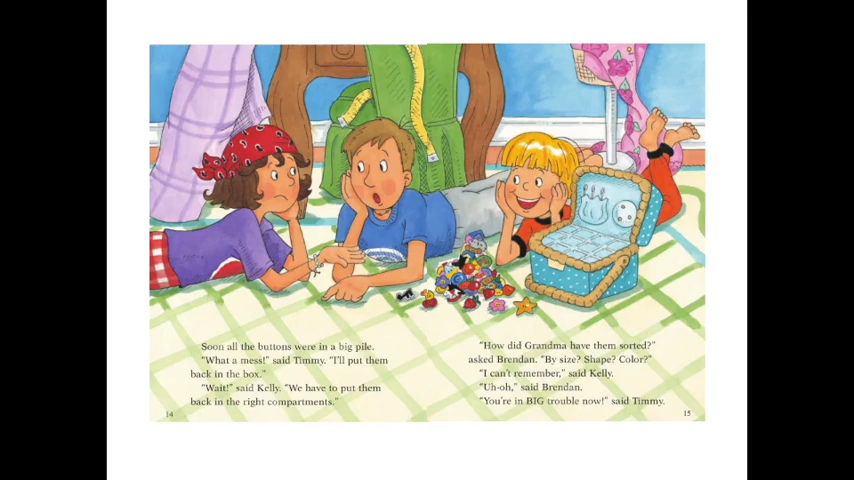 Soon all the buttons were in a big pile.
"What a mess!" said Timmy. "I'll put them
back in the box."
"Wait!" said Kelly. "We have to put them
back in the right compartments."
14
"How did Grandma have them sorted?"
asked Brendan. "By size? Shape? Color?"
"I can't remember," said Kelly.
"Uh-oh," said Brendan.
"You're in BIG trouble now!" said Timmy.
15